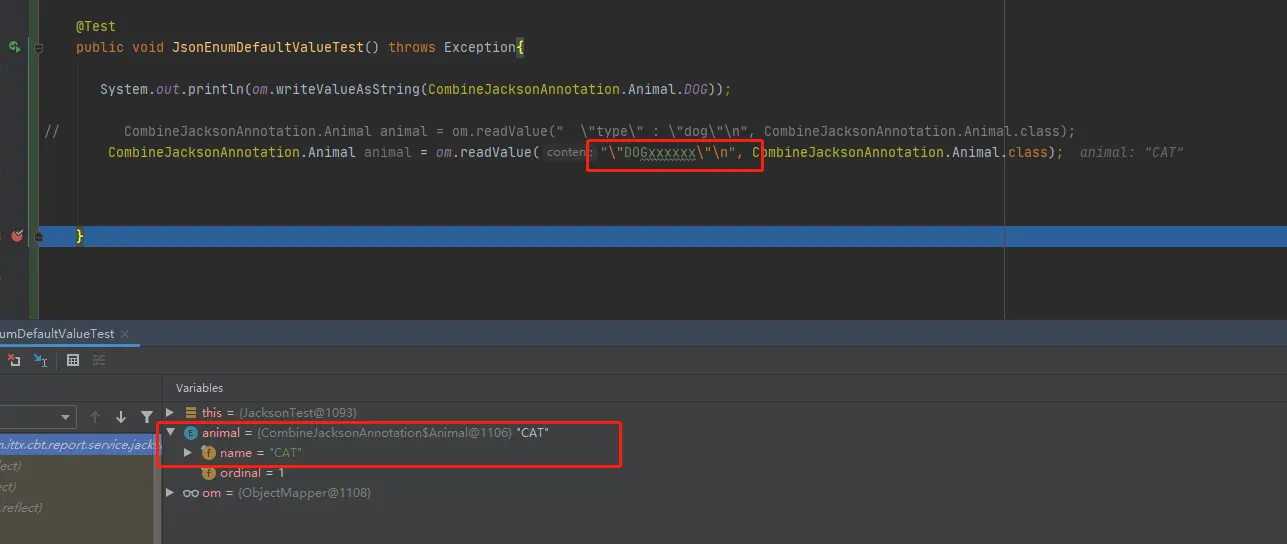 @Test
public void JsonEnumDefaultValueTest() throws Exception{
System.out.println(om.writeValueAsString(CombineJacksonAnnotation.Animal.DOG));
// CombineJacksonAnnotation.Animal animal = om.readValue("  \"type\" : \"dog\"\n", CombineJacksonAnnotation.Animal.class);
CombineJacksonAnnotation.Animal animal = om.readValue( content: "\"DOGxxxxxx\"\n", CombineJacksonAnnotation.Animal.class); animal: "CAT"
}
umDefaultValueTest ×
Variables
this = {JacksonTest@1093}
animal = {CombineJacksonAnnotation$Animal@1106} "CAT"
n.ittx.cbt.report.service.jacks
name = "CAT"
flect)
ordinal = 1
ect)
om = {ObjectMapper@1108}
.reflect)